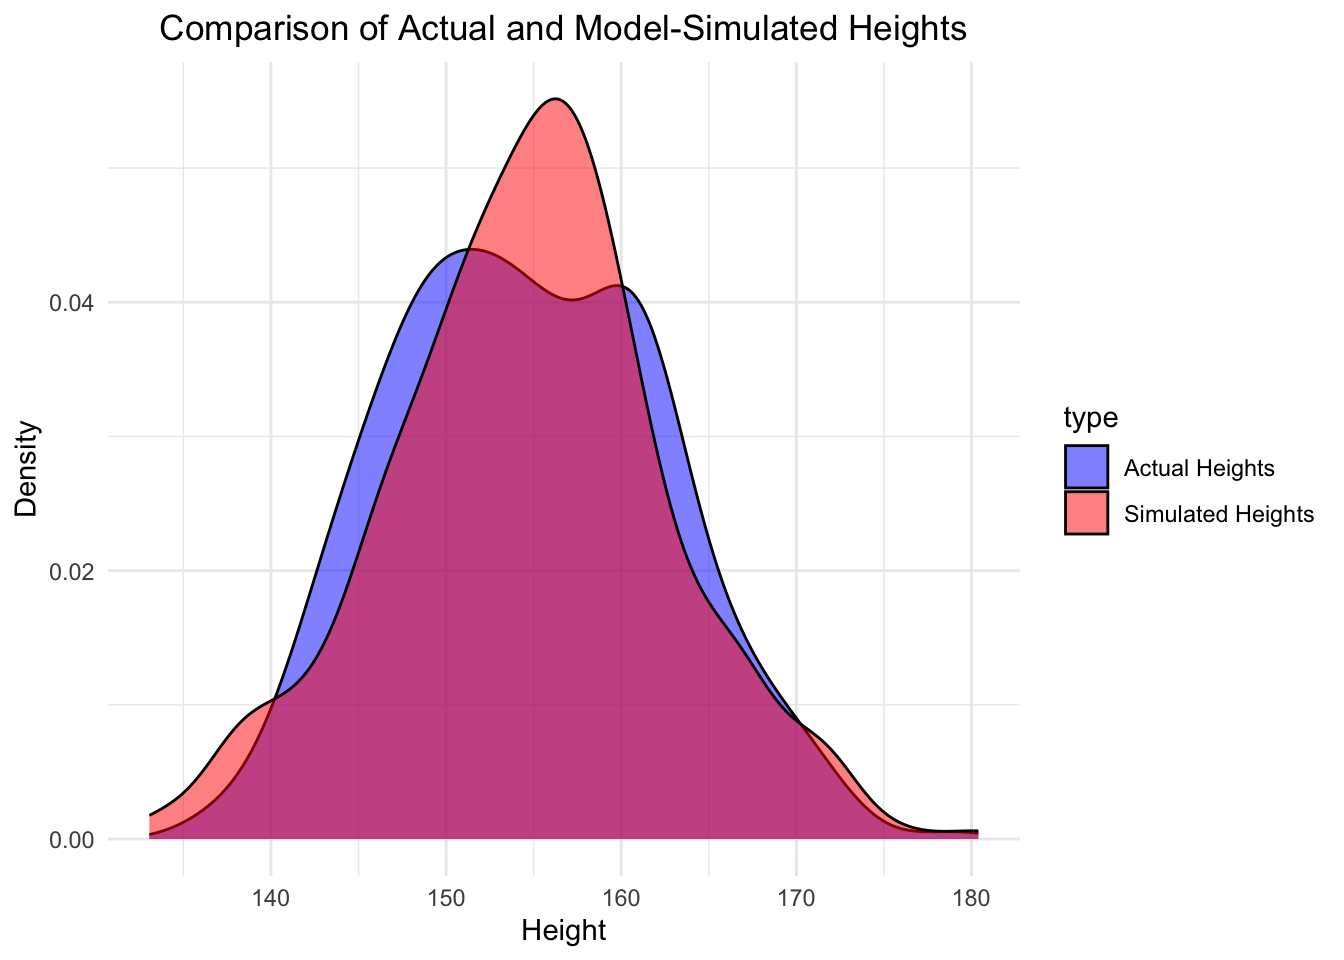 Comparison of Actual and Model-Simulated Heights
Density
0.04
0.02
0.00
140 150 160 170 180
Height
type
Actual Heights
Simulated Heights